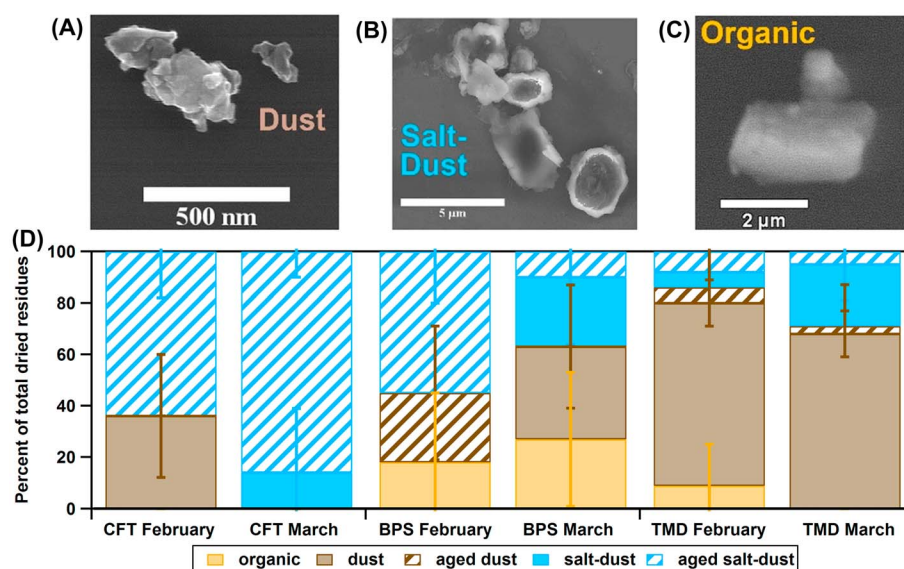 (A)
Dust
500 nm
(B)
Salt-
Dust
5 µm
(C)
Organic
2 µm
(D)
Percent of total dried residues
100
80
60
40
20
0
CFT February
CFT March
BPS February
BPS March
TMD February
TMD March
organic
dust
aged dust
salt-dust
aged salt-dust